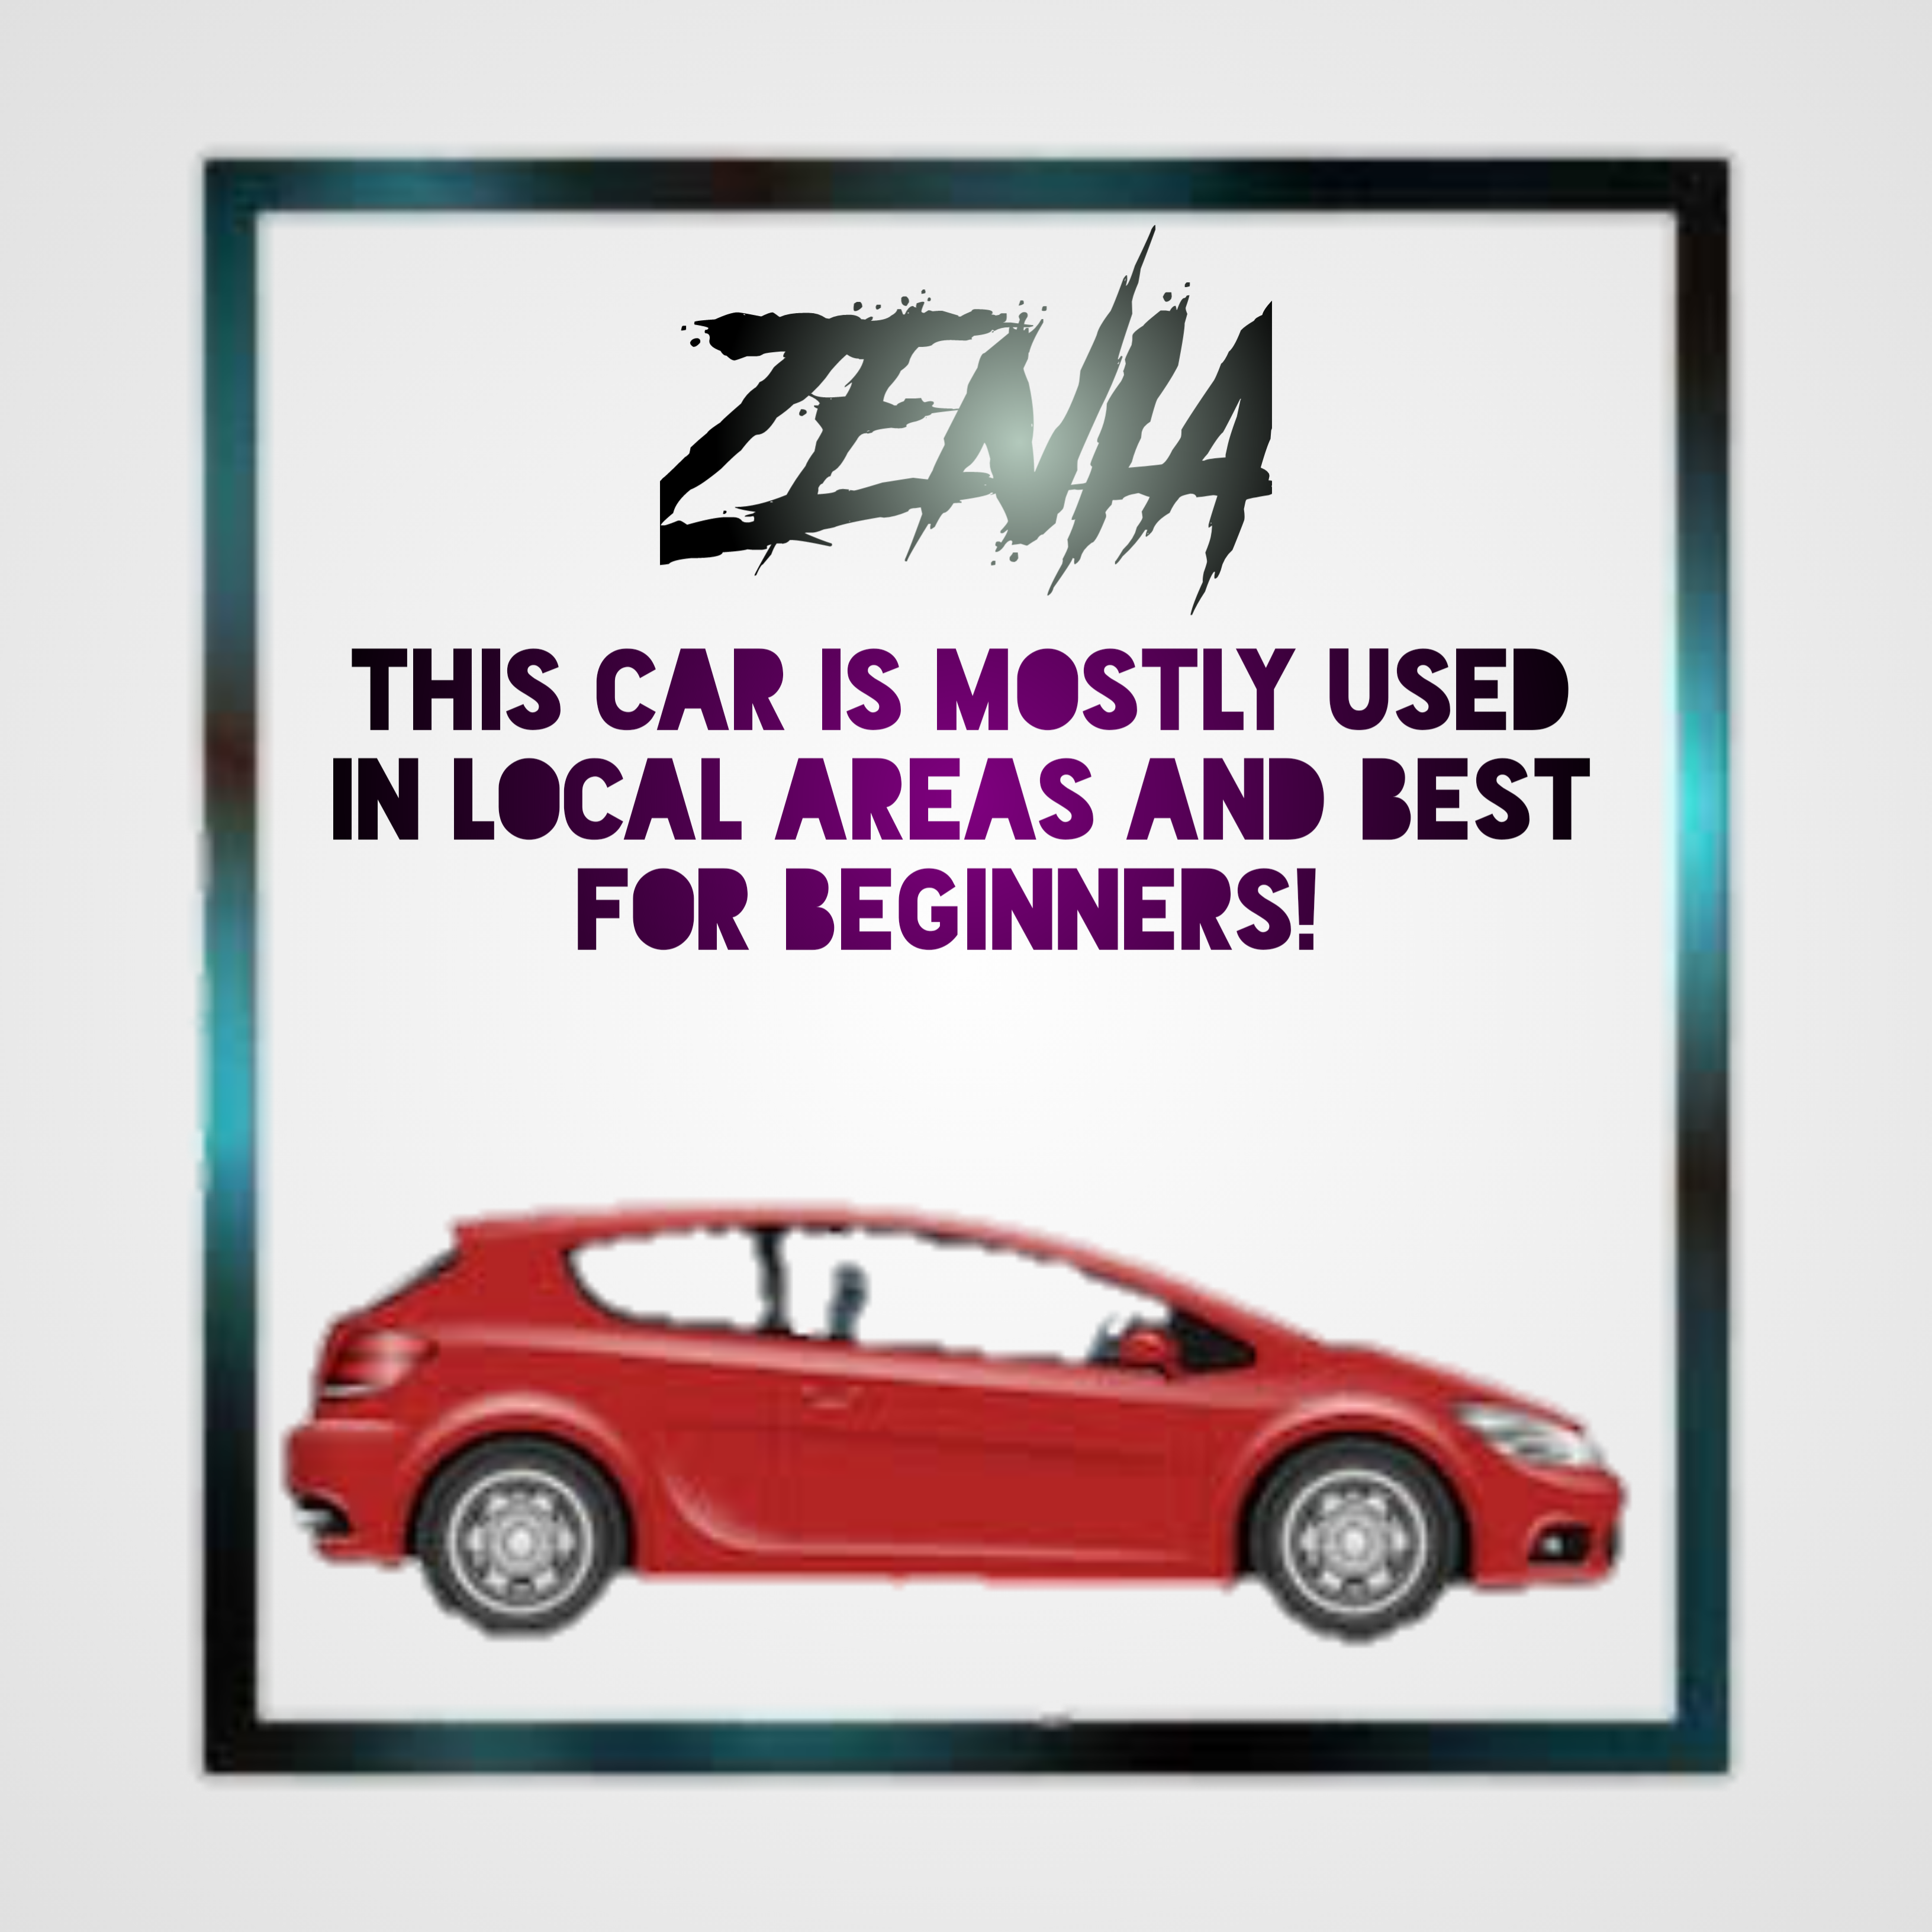 ZENIA
THIS CAR IS MOSTLY USED
IN LOCAL AREAS AND BEST
FOR BEGINNERS!